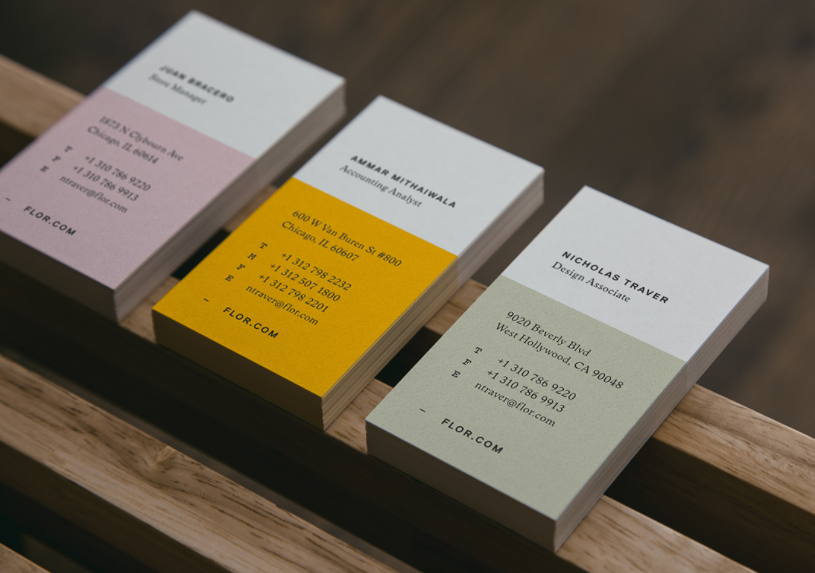 JUAN BRACERO
Store Manager
1873 N Clybourn Ave
Chicago, IL 60614
T +1 310 786 9220
F +1 310 786 9913
E ntraver@flor.com
–
FLOR.COM
AMMAR MITHAIWALA
Accounting Analyst
600 W Van Buren St #800
Chicago, IL 60607
T +1 312 798 2232
M +1 312 507 1800
F +1 312 798 2201
E ntraver@flor.com
–
FLOR.COM
NICHOLAS TRAVER
Design Associate
9020 Beverly Blvd
West Hollywood, CA 90048
T +1 310 786 9220
F +1 310 786 9913
E ntraver@flor.com
–
FLOR.COM